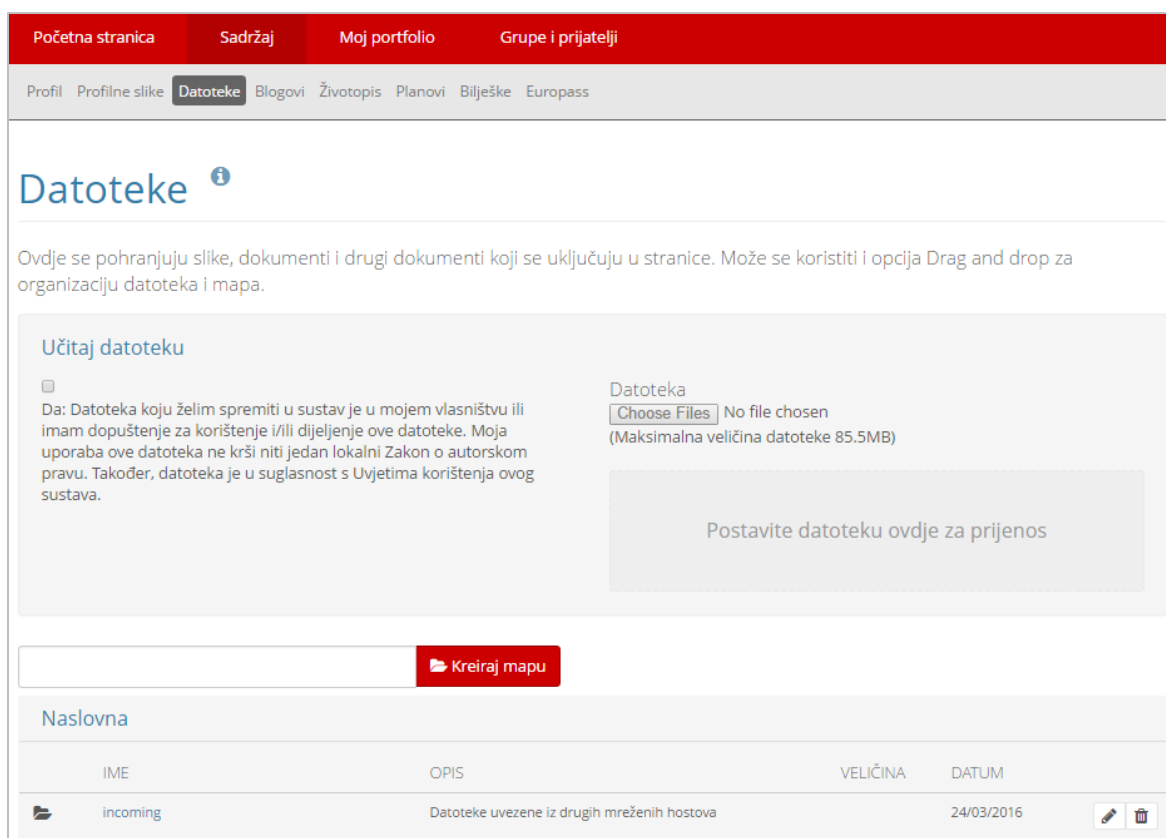 Početna stranica Sadržaj Moj portfolio Grupe i prijatelji
Profil Profilne slike Datoteke Blogovi Životopis Planovi Bilješke Europass
Datoteke
Ovdje se pohranjuju slike, dokumenti i drugi dokumenti koji se uključuju u stranice. Može se koristiti i opcija Drag and drop za
organizaciju datoteka i mapa.
Učitaj datoteku
Da: Datoteka koju želim spremiti u sustav je u mojem vlasništvu ili
imam dopuštenje za korištenje i/ili dijeljenje ove datoteke. Moja
uporaba ove datoteka ne krši niti jedan lokalni Zakon o autorskom
pravu. Također, datoteka je u suglasnost s Uvjetima korištenja ovog
sustava.
Datoteka
Choose Files No file chosen
(Maksimalna veličina datoteke 85.5MB)
Postavite datoteku ovdje za prijenos
Kreiraj mapu
Naslovna
IME OPIS VELIČINA DATUM
incoming Datoteke uvezene iz drugih mreženih hostova 24/03/2016